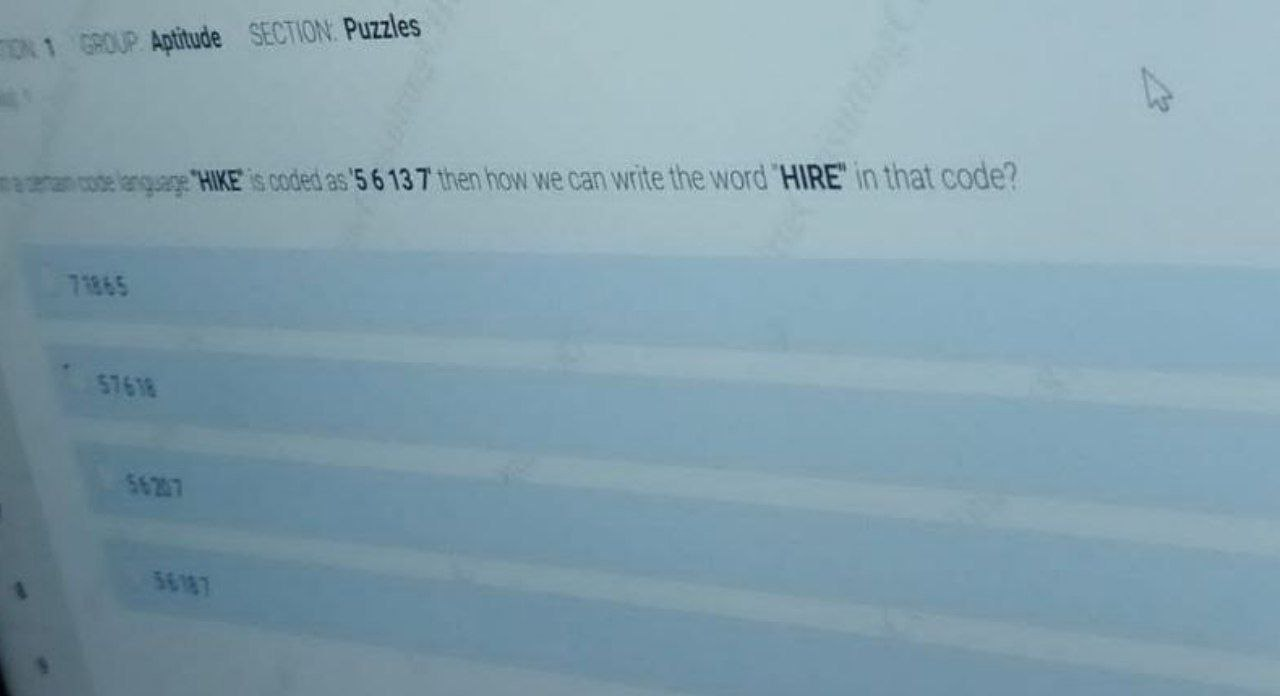 1 GROUP Aptitude SECTION: Puzzles
code language "HIKE" is coded as '5 6 13 7' then how we can write the word "HIRE" in that code?
71865
57618
56207
56187